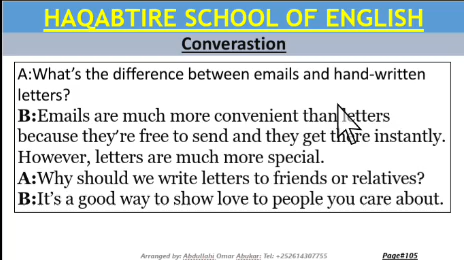 HAQABTIRE SCHOOL OF ENGLISH
Converastion
A:What's the difference between emails and hand-written
letters?
B:Emails are much more convenient than letters
because they're free to send and they get there instantly.
However, letters are much more special.
A:Why should we write letters to friends or relatives?
B:It's a good way to show love to people you care about.
Arranged by: Abdullahi Omar Abukar: Tel: +252614307755
Page#105